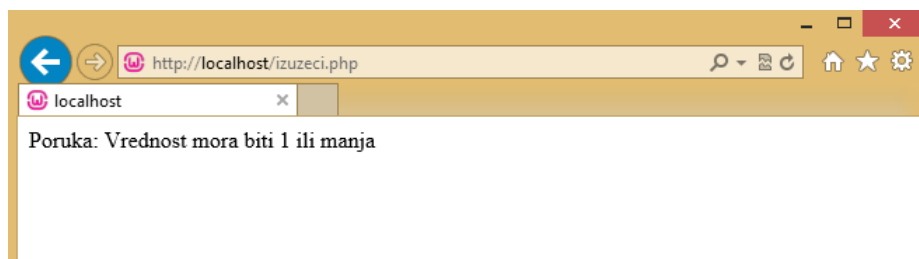 http://localhost/izuzeci.php
localhost
Poruka: Vrednost mora biti 1 ili manja